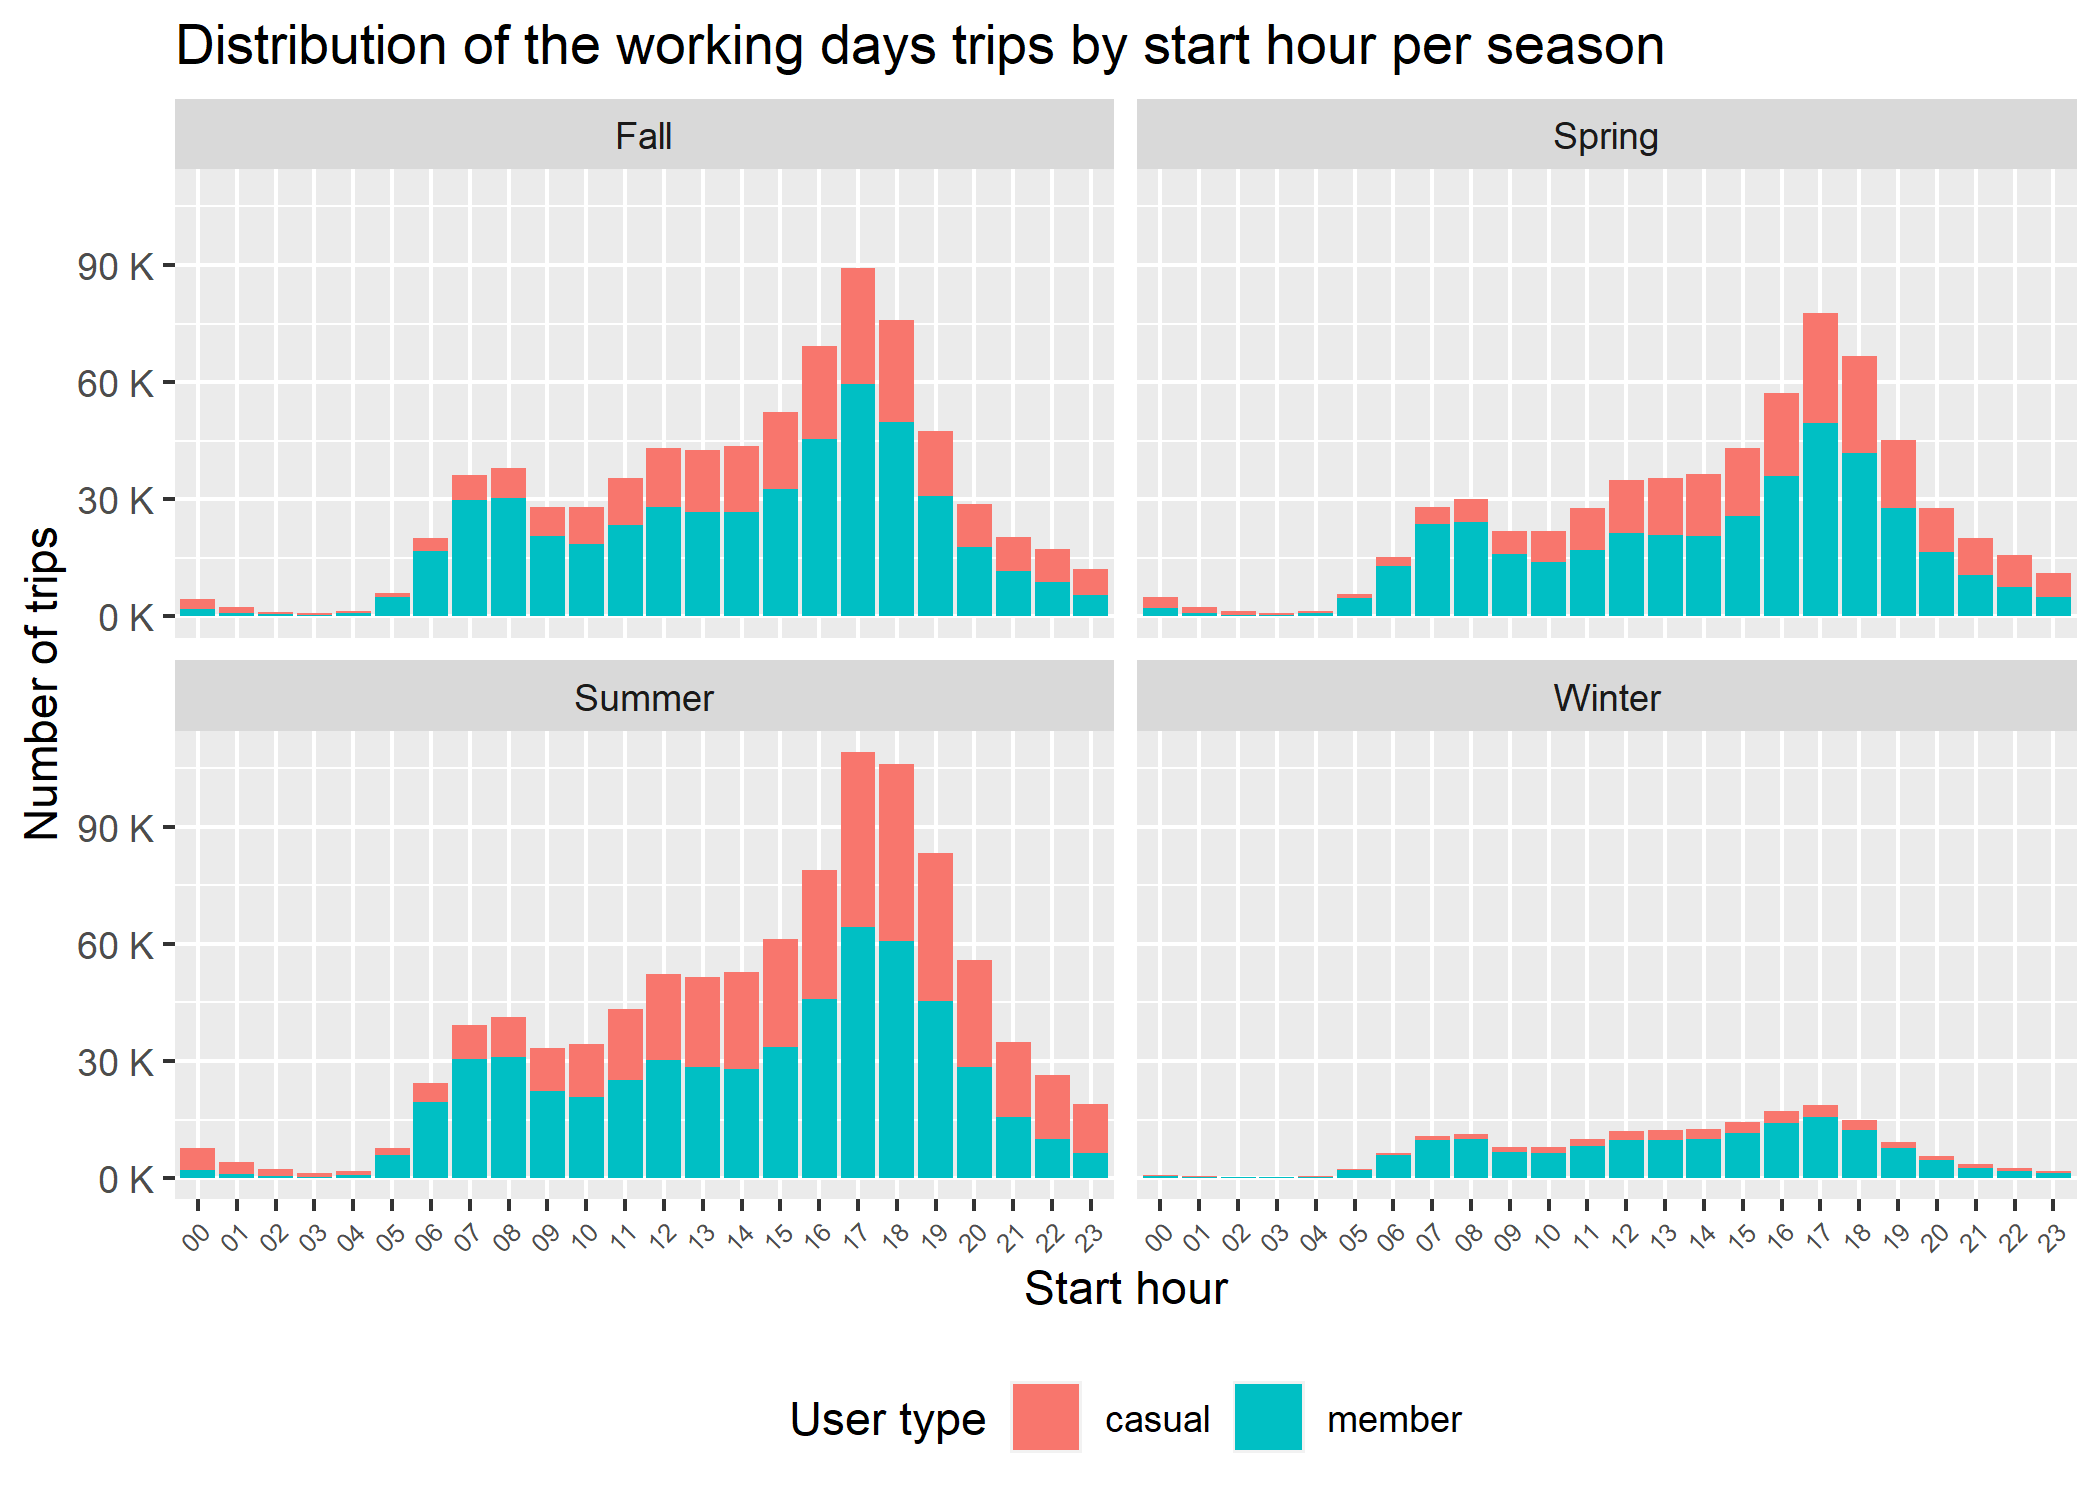 Distribution of the working days trips by start hour per season
Fall
Spring
90 K
60 K
30 K
0 K
Summer
Winter
90 K
60 K
30 K
0 K
Number of trips
00 01 02 03 04 05 06 07 08 09 10 11 12 13 14 15 16 17 18 19 20 21 22 23
00 01 02 03 04 05 06 07 08 09 10 11 12 13 14 15 16 17 18 19 20 21 22 23
Start hour
User type casual member